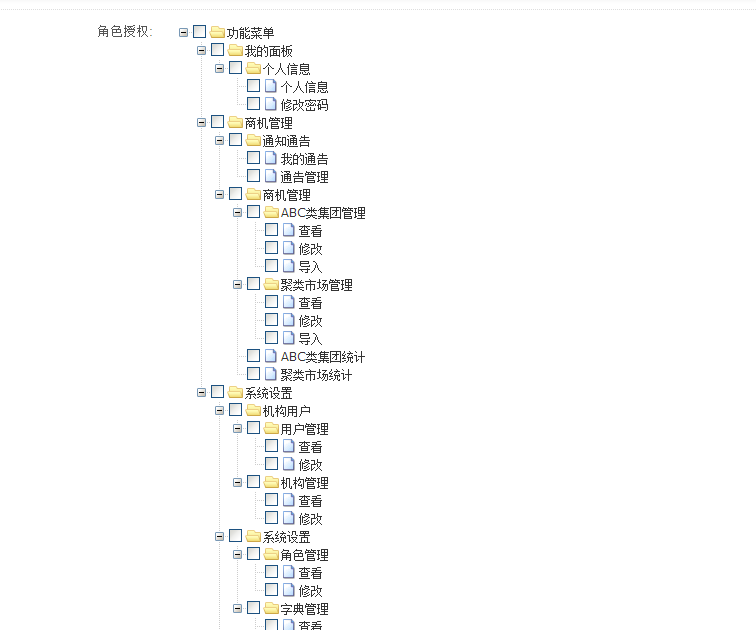 角色授权: 功能菜单
我的面板
个人信息
个人信息
修改密码
商机管理
通知通告
我的通告
通告管理
商机管理
ABC类集团管理
查看
修改
导入
聚类市场管理
查看
修改
导入
ABC类集团统计
聚类市场统计
系统设置
机构用户
用户管理
查看
修改
机构管理
查看
修改
系统设置
角色管理
查看
修改
字典管理
查看